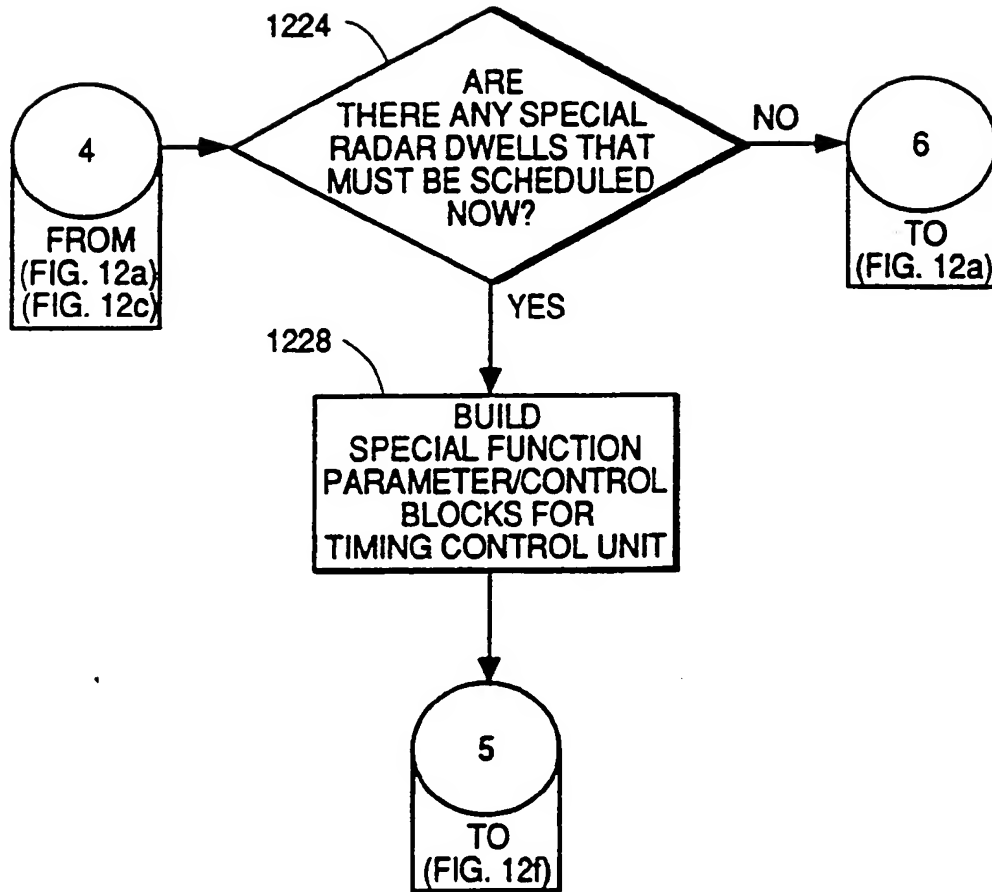 1224
ARE
THERE ANY SPECIAL
RADAR DWELLS THAT
MUST BE SCHEDULED
NOW?
4
FROM
(FIG. 12a)
(FIG. 12c)
NO
6
TO
(FIG. 12a)
YES
1228
BUILD
SPECIAL FUNCTION
PARAMETER/CONTROL
BLOCKS FOR
TIMING CONTROL UNIT
5
TO
(FIG. 12f)